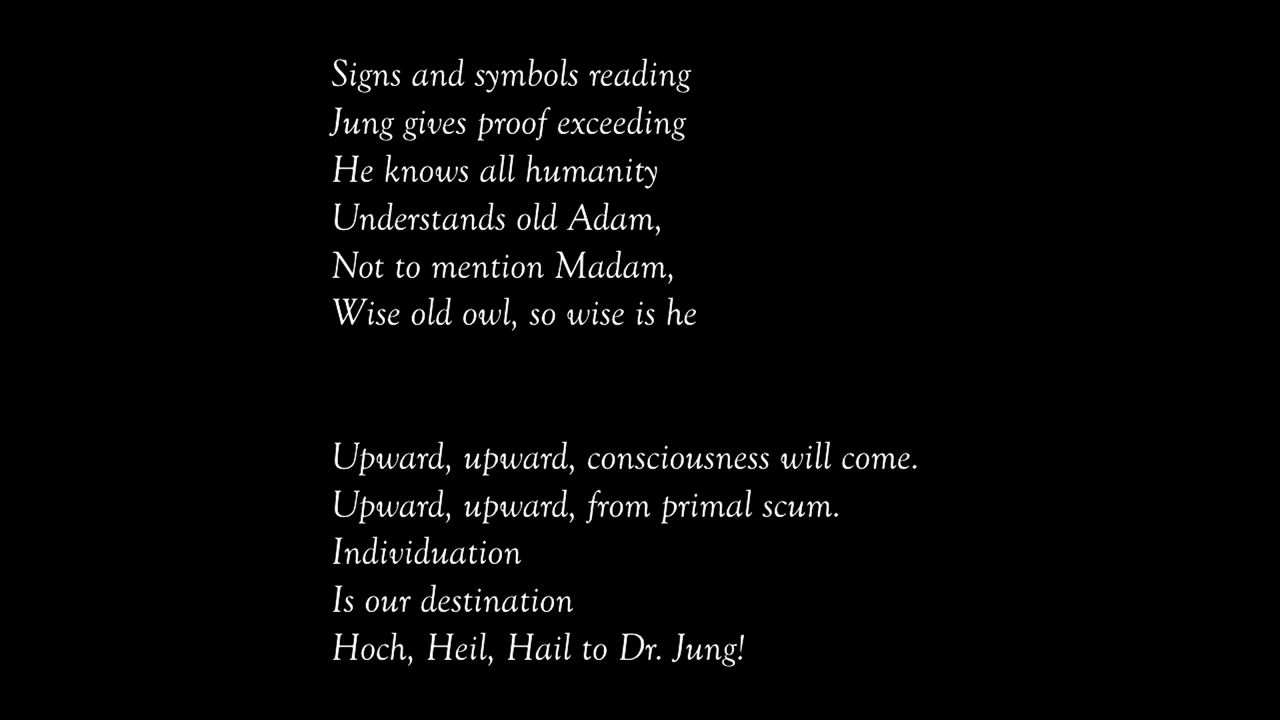 Signs and symbols reading
Jung gives proof exceeding
He knows all humanity
Understands old Adam,
Not to mention Madam,
Wise old owl, so wise is he
Upward, upward, consciousness will come.
Upward, upward, from primal scum.
Individuation
Is our destination
Hoch, Heil, Hail to Dr. Jung!